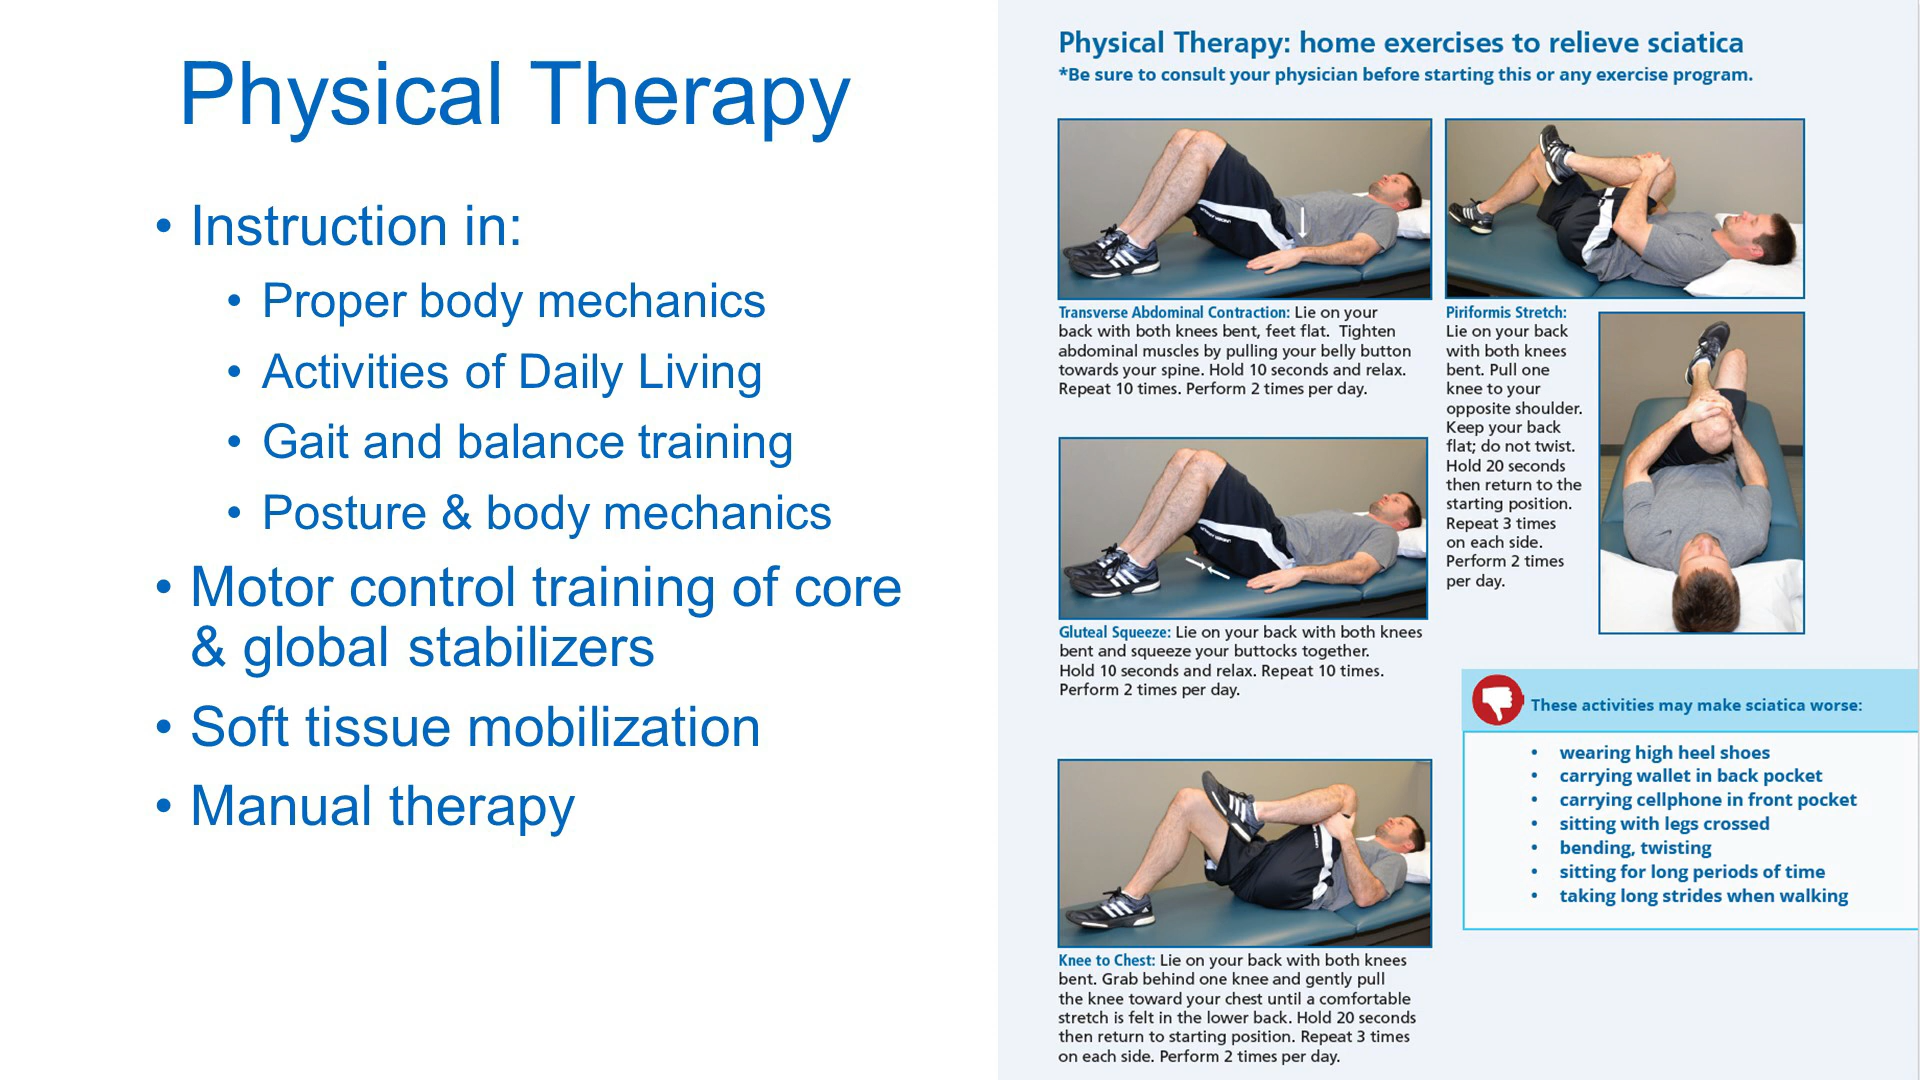 Physical Therapy
• Instruction in:
• Proper body mechanics
• Activities of Daily Living
• Gait and balance training
• Posture & body mechanics
• Motor control training of core
& global stabilizers
• Soft tissue mobilization
• Manual therapy
Physical Therapy: home exercises to relieve sciatica
*Be sure to consult your physician before starting this or any exercise program.
Transverse Abdominal Contraction: Lie on your
back with both knees bent, feet flat. Tighten
abdominal muscles by pulling your belly button
towards your spine. Hold 10 seconds and relax.
Repeat 10 times. Perform 2 times per day.
Piriformis Stretch:
Lie on your back
with both knees
bent. Pull one
knee to your
opposite shoulder.
Keep your back
flat; do not twist.
Hold 20 seconds
then return to the
starting position.
Repeat 3 times
on each side.
Perform 2 times
per day.
Gluteal Squeeze: Lie on your back with both knees
bent and squeeze your buttocks together.
Hold 10 seconds and relax. Repeat 10 times.
Perform 2 times per day.
These activities may make sciatica worse:
• wearing high heel shoes
• carrying wallet in back pocket
• carrying cellphone in front pocket
• sitting with legs crossed
• bending, twisting
• sitting for long periods of time
• taking long strides when walking
Knee to Chest: Lie on your back with both knees
bent. Grab behind one knee and gently pull
the knee toward your chest until a comfortable
stretch is felt in the lower back. Hold 20 seconds
then return to starting position. Repeat 3 times
on each side. Perform 2 times per day.